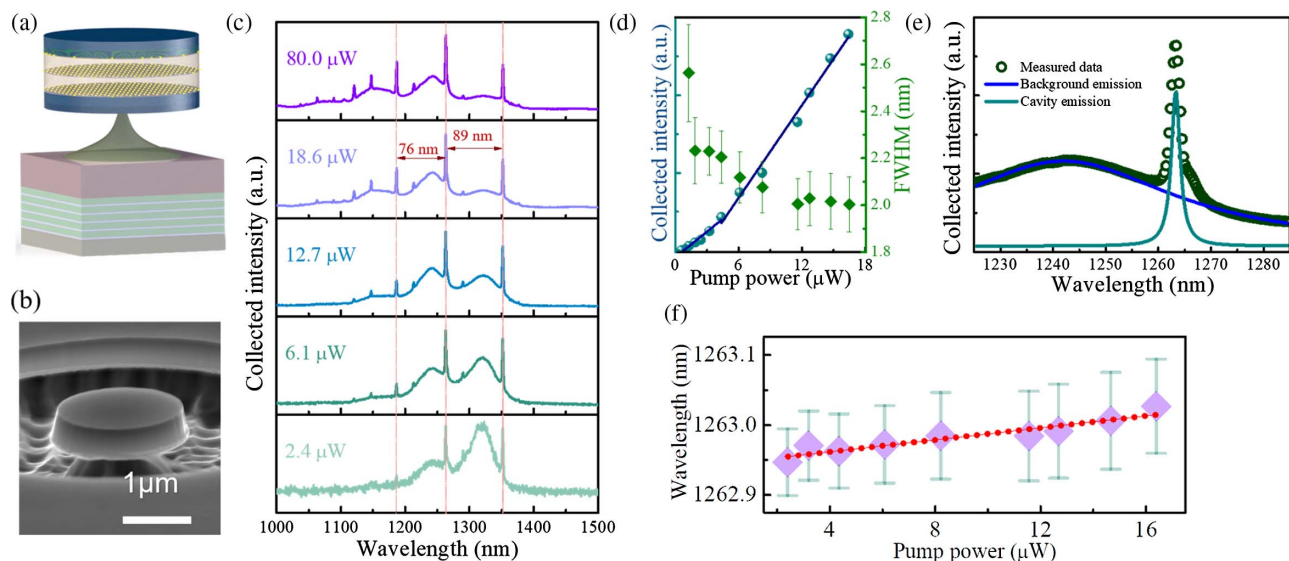 (a)
(b)
1µm
(c)
Collected intensity (a.u.)
80.0 µW
18.6 µW
76 nm
89 nm
12.7 µW
6.1 µW
2.4 µW
1000 1100 1200 1300 1400 1500
Wavelength (nm)
(d)
Collected intensity (a.u.)
FWHM (nm)
2.8
2.6
2.4
2.2
2.0
1.8
0 6 12 18
Pump power (µW)
(e)
Collected intensity (a.u.)
Measured data
Background emission
Cavity emission
1230 1240 1250 1260 1270 1280
Wavelength (nm)
(f)
Wavelength (nm)
1263.1
1263.0
1262.9
4 8 12 16
Pump power (µW)